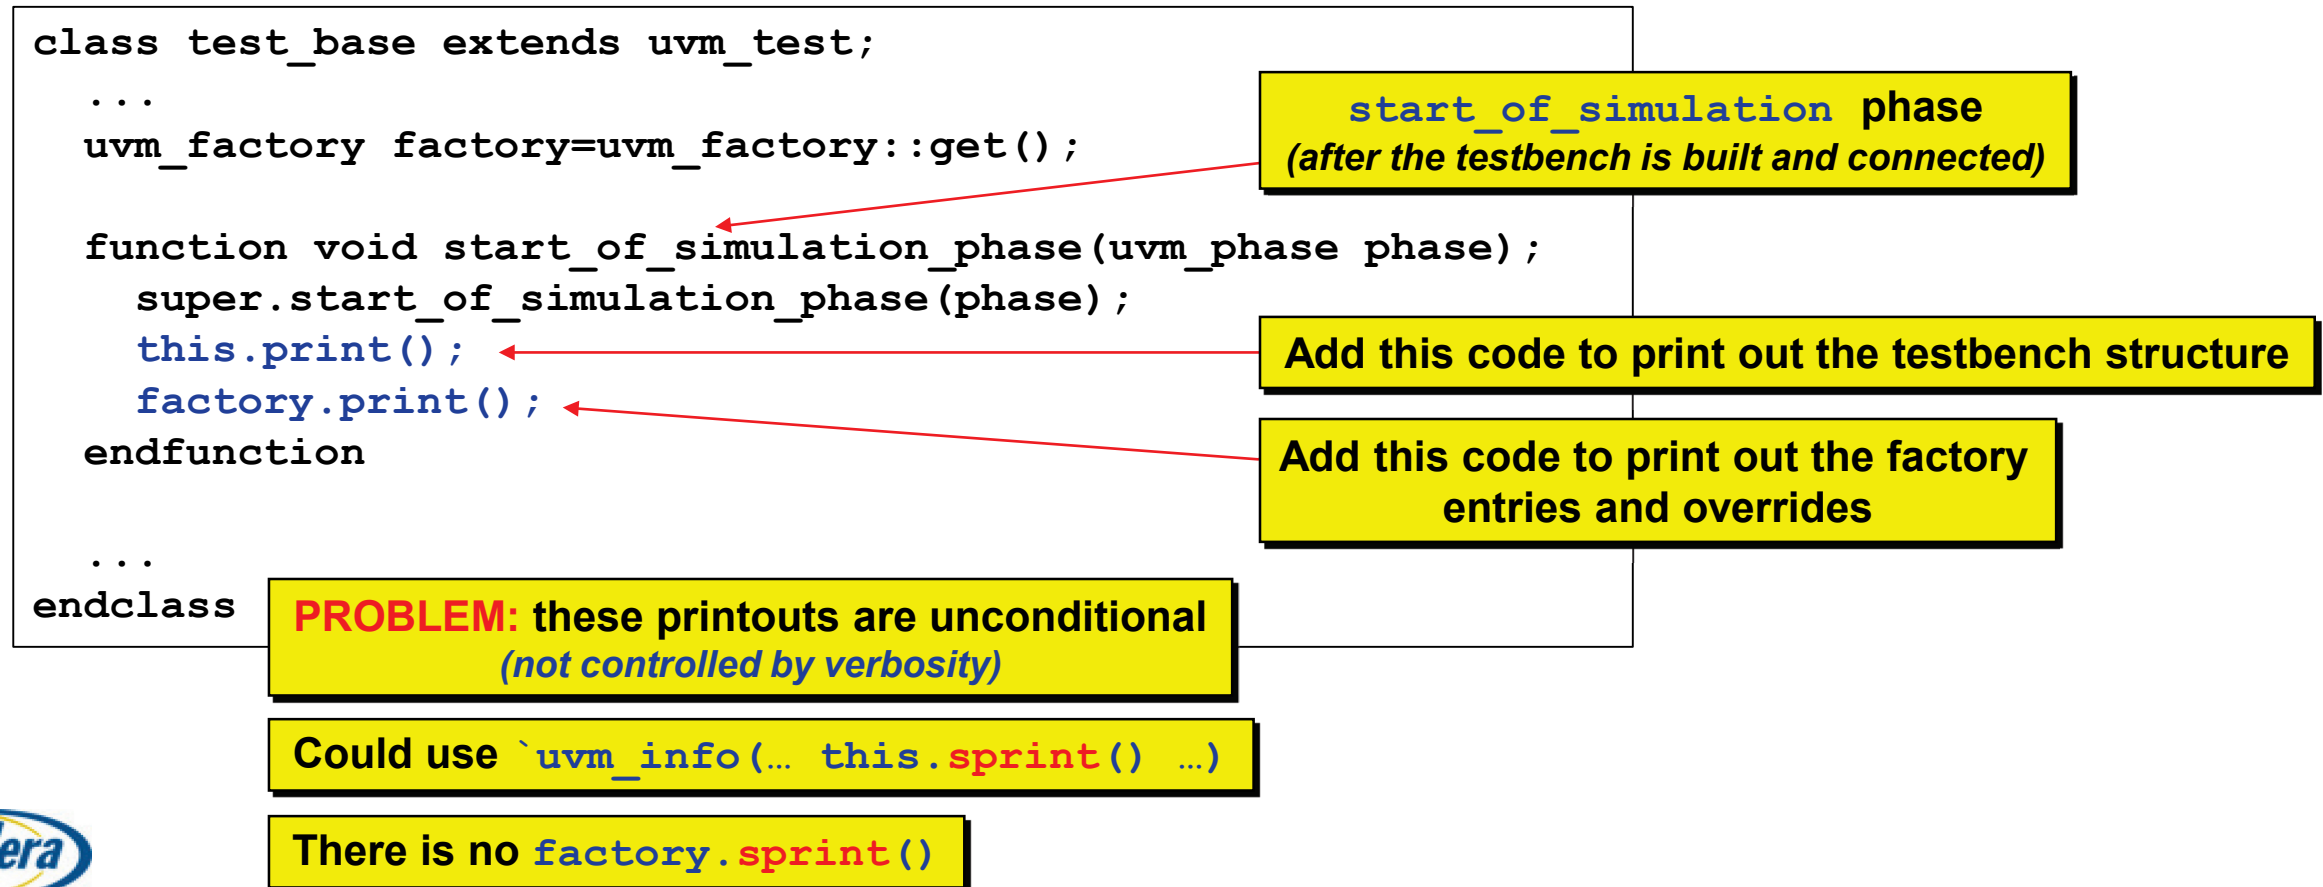 class test_base extends uvm_test;
...
uvm_factory factory=uvm_factory::get();
start_of_simulation phase
(after the testbench is built and connected)
function void start_of_simulation_phase(uvm_phase phase);
super.start_of_simulation_phase(phase);
this.print();
Add this code to print out the testbench structure
factory.print();
endfunction
Add this code to print out the factory
entries and overrides
...
endclass
PROBLEM: these printouts are unconditional
(not controlled by verbosity)
Could use `uvm_info(… this.sprint() …)
There is no factory.sprint()